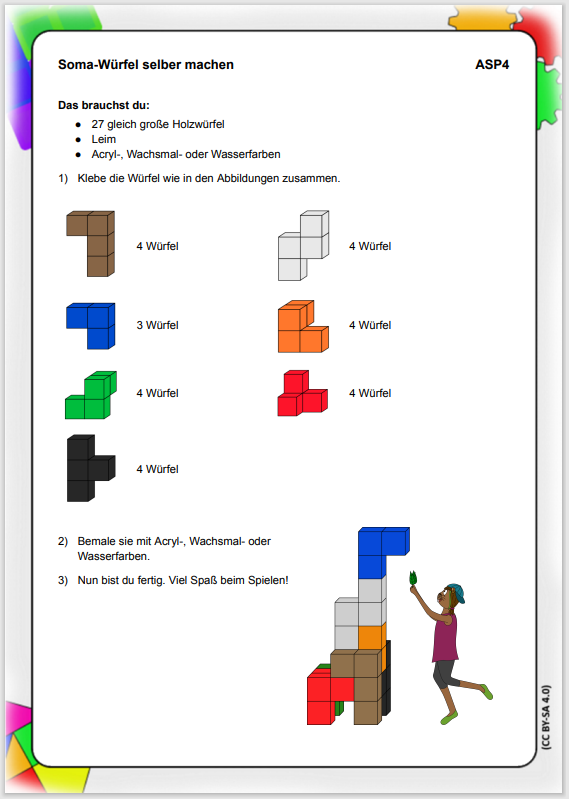 Soma-Würfel selber machen ASP4
Das brauchst du:
● 27 gleich große Holzwürfel
● Leim
● Acryl-, Wachsmal- oder Wasserfarben
1) Klebe die Würfel wie in den Abbildungen zusammen.
4 Würfel 4 Würfel
3 Würfel 4 Würfel
4 Würfel 4 Würfel
4 Würfel
2) Bemale sie mit Acryl-, Wachsmal- oder
Wasserfarben.
3) Nun bist du fertig. Viel Spaß beim Spielen!
(CC BY-SA 4.0)